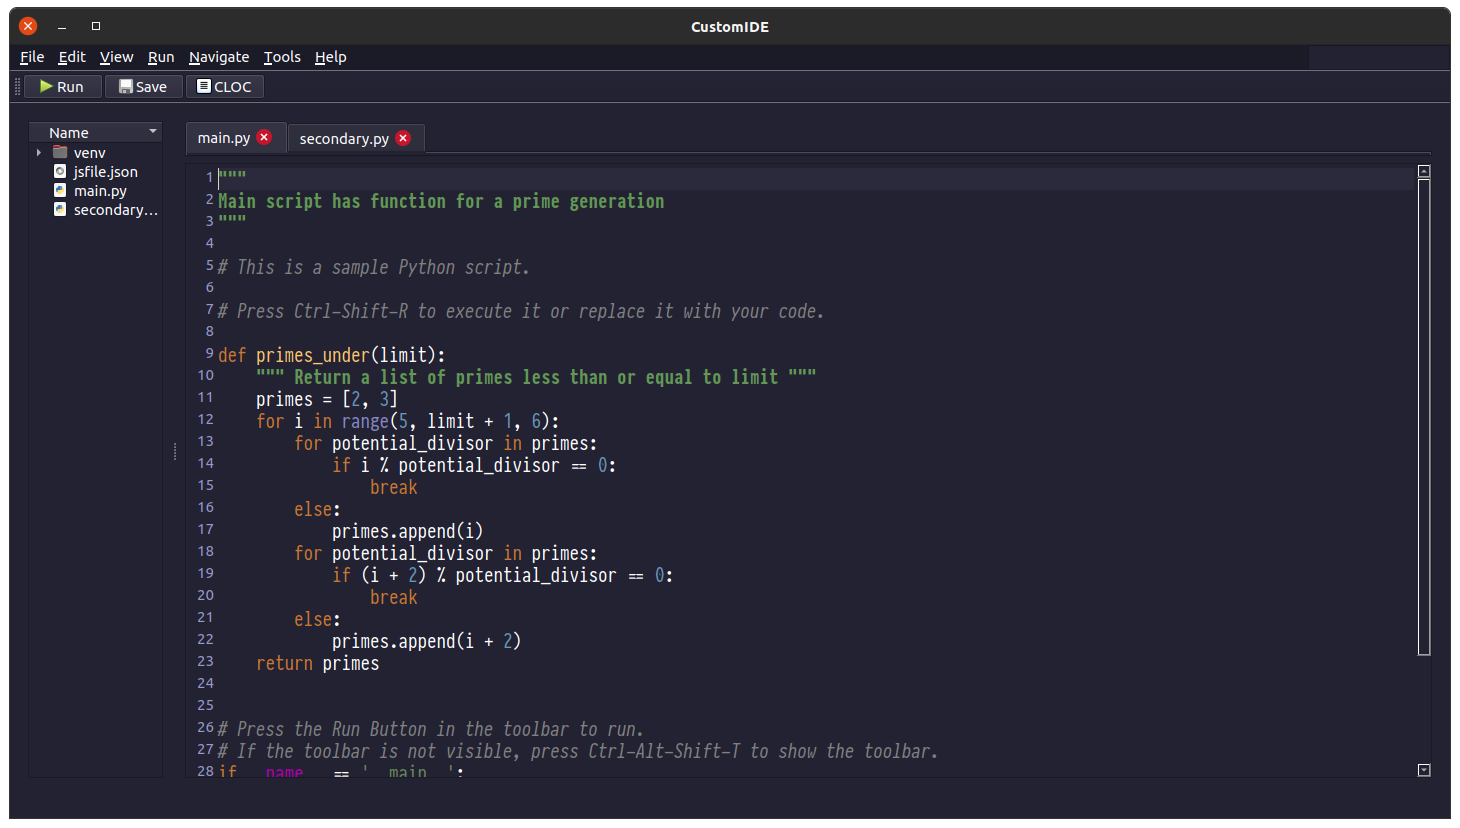 CustomIDE
File Edit View Run Navigate Tools Help
Run Save CLOC
Name
venv
jsfile.json
main.py
secondary...
main.py secondary.py
1 """
2 Main script has function for a prime generation
3 """
4
5 # This is a sample Python script.
6
7 # Press Ctrl-Shift-R to execute it or replace it with your code.
8
9 def primes_under(limit):
10     """ Return a list of primes less than or equal to limit """
11     primes = [2, 3]
12     for i in range(5, limit + 1, 6):
13         for potential_divisor in primes:
14             if i % potential_divisor == 0:
15                 break
16         else:
17             primes.append(i)
18         for potential_divisor in primes:
19             if (i + 2) % potential_divisor == 0:
20                 break
21         else:
22             primes.append(i + 2)
23     return primes
24
25
26 # Press the Run Button in the toolbar to run.
27 # If the toolbar is not visible, press Ctrl-Alt-Shift-T to show the toolbar.
28 if __name__ == '__main__':